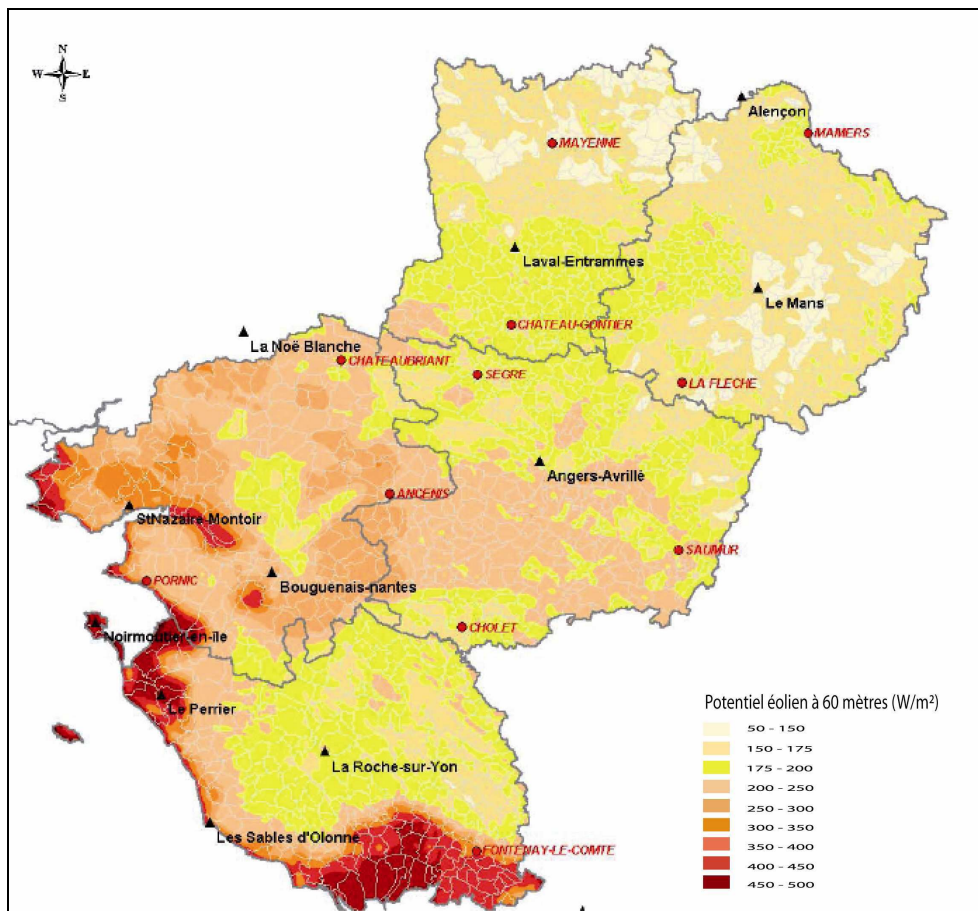 N
W E
S
Alençon
MAMERS
MAYENNE
Laval-Entrammes
Le Mans
CHATEAU-GONTIER
La Noë Blanche
CHATEAUBRIANT
SEGRE
LA FLECHE
Angers-Avrillé
ANCENIS
StNazaire-Montoir
SAUMUR
PORNIC
Bouguenais-nantes
Noirmoutier-en-île
CHOLET
Le Perrier
Potentiel éolien à 60 mètres (W/m²)
50 - 150
150 - 175
175 - 200
200 - 250
250 - 300
300 - 350
350 - 400
400 - 450
450 - 500
La Roche-sur-Yon
Les Sables d'Olonne
FONTENAY-LE-COMTE